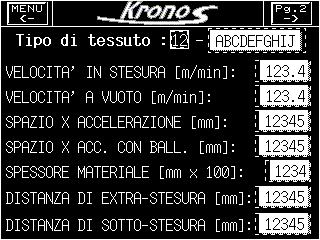 MENU <- KronoS Pg.2 ->
Tipo di tessuto :12 - ABCDEFGHIJ
VELOCITA' IN STESURA [m/min]: 123.4
VELOCITA' A VUOTO [m/min]: 123.4
SPAZIO X ACCELERAZIONE [mm]: 12345
SPAZIO X ACC. CON BALL. [mm]: 12345
SPESSORE MATERIALE [mm x 100]: 1234
DISTANZA DI EXTRA-STESURA [mm]: 12345
DISTANZA DI SOTTO-STESURA [mm]: 12345